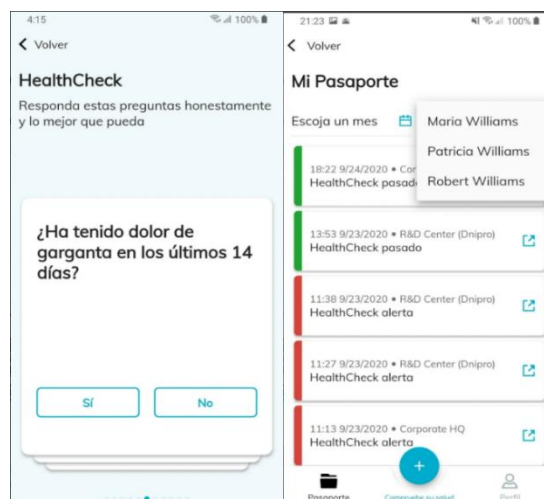 4:15
100%
Volver
HealthCheck
Responda estas preguntas honestamente
y lo mejor que pueda
¿Ha tenido dolor de
garganta en los últimos 14
días?
Sí
No
21:23
100%
Volver
Mi Pasaporte
Escoja un mes
Maria Williams
Patricia Williams
Robert Williams
18:22 9/24/2020 • Cor
HealthCheck pasad
13:53 9/23/2020 • R&D Center (Dnipro)
HealthCheck pasado
11:38 9/23/2020 • R&D Center (Dnipro)
HealthCheck alerta
11:27 9/23/2020 • R&D Center (Dnipro)
HealthCheck alerta
11:13 9/23/2020 • Corporate HQ
HealthCheck alerta
Pasaporte
Compruebe su salud
Perfil